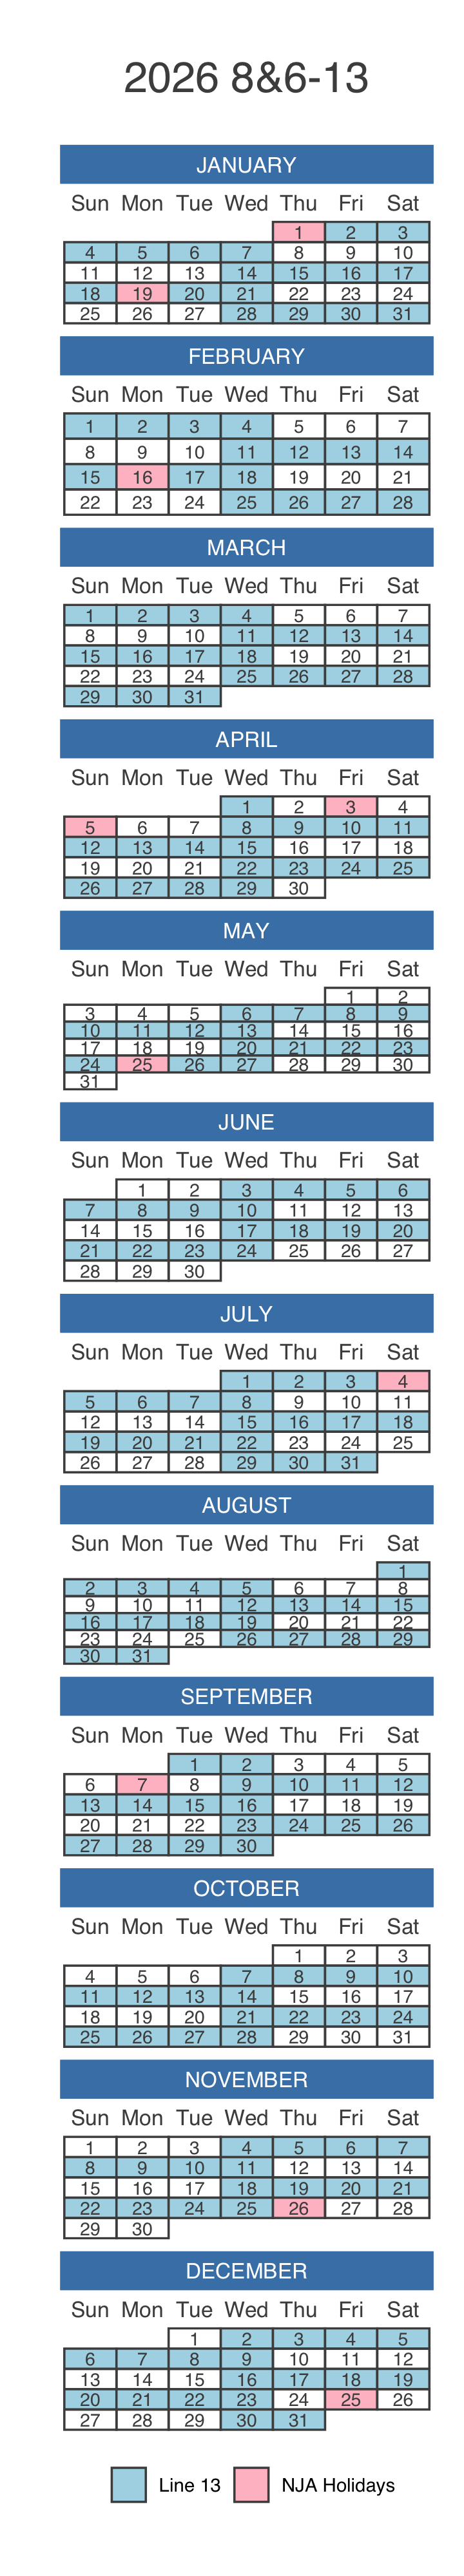 2026 8&6-13
JANUARY
Sun Mon Tue Wed Thu Fri Sat
1 2 3
4 5 6 7 8 9 10
11 12 13 14 15 16 17
18 19 20 21 22 23 24
25 26 27 28 29 30 31
FEBRUARY
Sun Mon Tue Wed Thu Fri Sat
1 2 3 4 5 6 7
8 9 10 11 12 13 14
15 16 17 18 19 20 21
22 23 24 25 26 27 28
MARCH
Sun Mon Tue Wed Thu Fri Sat
1 2 3 4 5 6 7
8 9 10 11 12 13 14
15 16 17 18 19 20 21
22 23 24 25 26 27 28
29 30 31
APRIL
Sun Mon Tue Wed Thu Fri Sat
1 2 3 4
5 6 7 8 9 10 11
12 13 14 15 16 17 18
19 20 21 22 23 24 25
26 27 28 29 30
MAY
Sun Mon Tue Wed Thu Fri Sat
1 2
3 4 5 6 7 8 9
10 11 12 13 14 15 16
17 18 19 20 21 22 23
24 25 26 27 28 29 30
31
JUNE
Sun Mon Tue Wed Thu Fri Sat
1 2 3 4 5 6
7 8 9 10 11 12 13
14 15 16 17 18 19 20
21 22 23 24 25 26 27
28 29 30
JULY
Sun Mon Tue Wed Thu Fri Sat
1 2 3 4
5 6 7 8 9 10 11
12 13 14 15 16 17 18
19 20 21 22 23 24 25
26 27 28 29 30 31
AUGUST
Sun Mon Tue Wed Thu Fri Sat
1
2 3 4 5 6 7 8
9 10 11 12 13 14 15
16 17 18 19 20 21 22
23 24 25 26 27 28 29
30 31
SEPTEMBER
Sun Mon Tue Wed Thu Fri Sat
1 2 3 4 5
6 7 8 9 10 11 12
13 14 15 16 17 18 19
20 21 22 23 24 25 26
27 28 29 30
OCTOBER
Sun Mon Tue Wed Thu Fri Sat
1 2 3
4 5 6 7 8 9 10
11 12 13 14 15 16 17
18 19 20 21 22 23 24
25 26 27 28 29 30 31
NOVEMBER
Sun Mon Tue Wed Thu Fri Sat
1 2 3 4 5 6 7
8 9 10 11 12 13 14
15 16 17 18 19 20 21
22 23 24 25 26 27 28
29 30
DECEMBER
Sun Mon Tue Wed Thu Fri Sat
1 2 3 4 5
6 7 8 9 10 11 12
13 14 15 16 17 18 19
20 21 22 23 24 25 26
27 28 29 30 31
Line 13 NJA Holidays